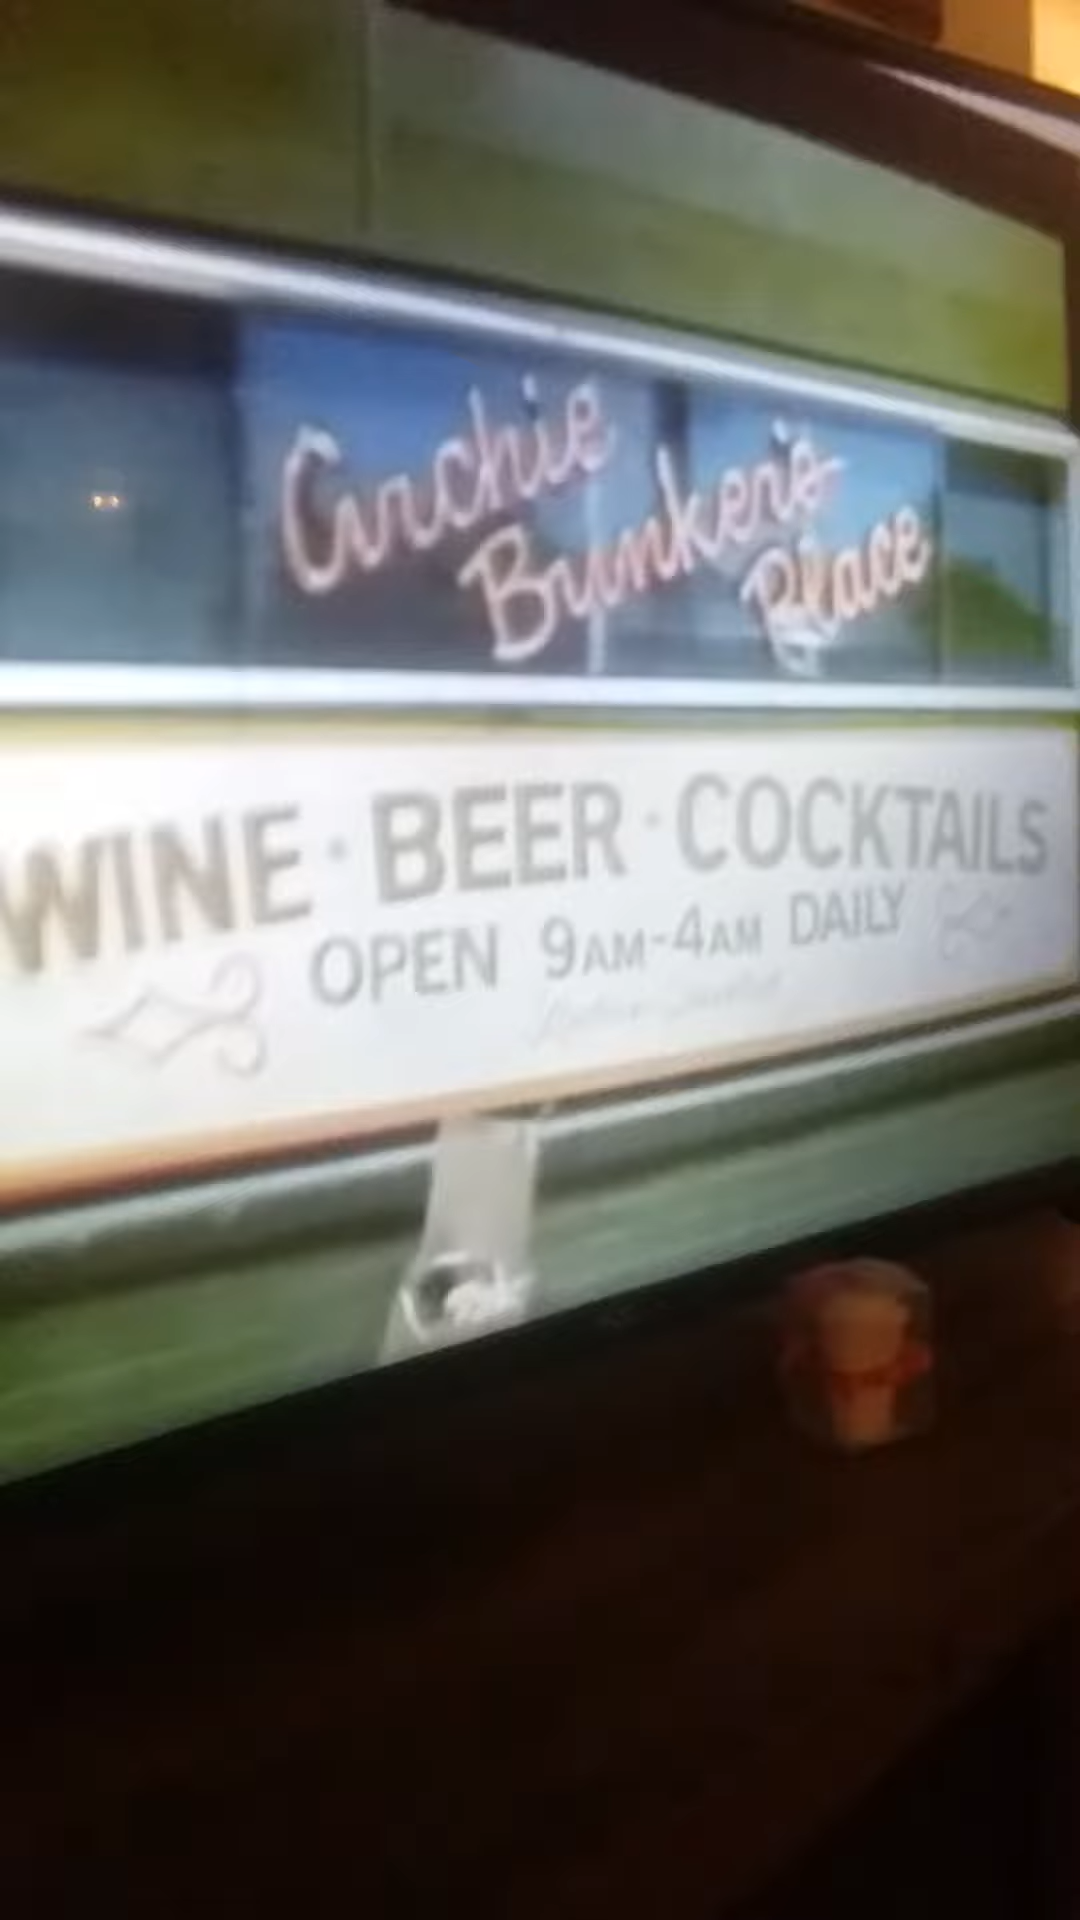 Archie
Bunker's
Place
WINE · BEER · COCKTAILS
OPEN 9AM-4AM DAILY